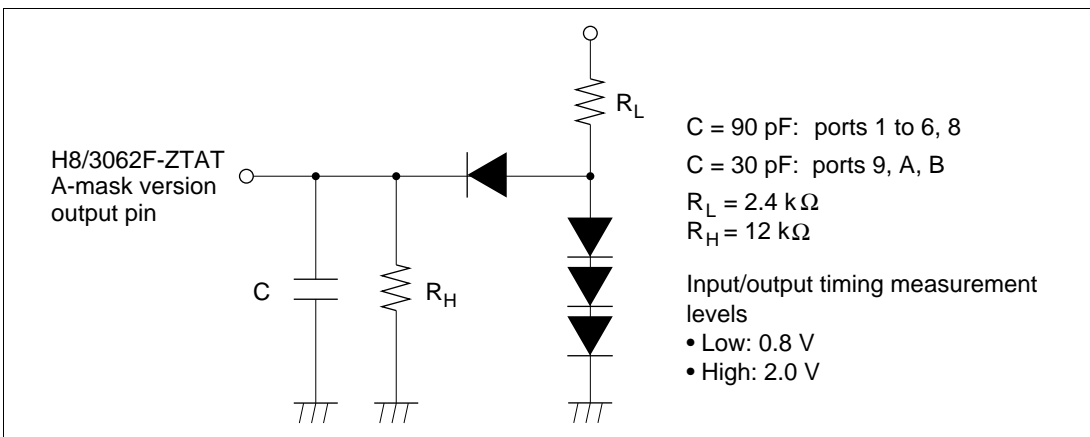 R_L
H8/3062F-ZTAT
A-mask version
output pin
C
R_H
C = 90 pF: ports 1 to 6, 8
C = 30 pF: ports 9, A, B
R_L = 2.4 kΩ
R_H = 12 kΩ
Input/output timing measurement
levels
• Low: 0.8 V
• High: 2.0 V